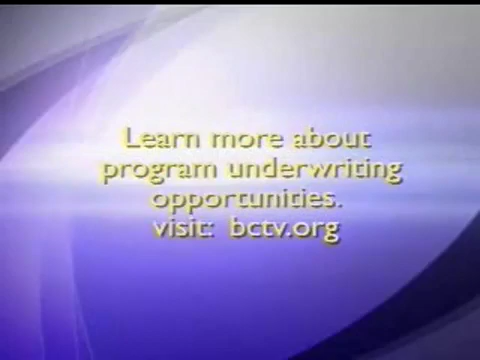 Learn more about
program underwriting
opportunities.
visit: bctv.org